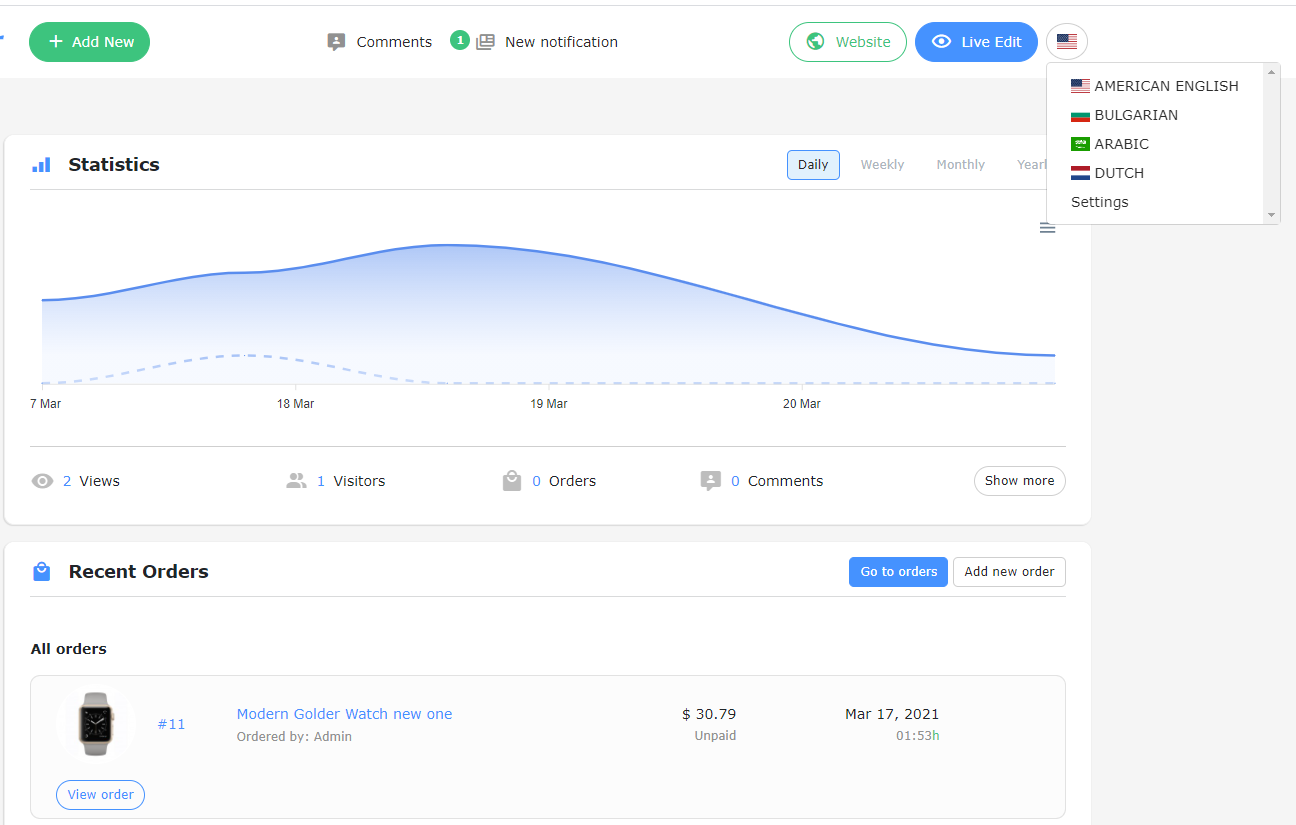 Add New
Comments
1
New notification
Website
Live Edit
AMERICAN ENGLISH
BULGARIAN
ARABIC
DUTCH
Settings
Statistics
Daily
Weekly
Monthly
7 Mar
18 Mar
19 Mar
20 Mar
2 Views
1 Visitors
0 Orders
0 Comments
Show more
Recent Orders
Go to orders
Add new order
All orders
#11
Modern Golder Watch new one
Ordered by: Admin
$ 30.79
Unpaid
Mar 17, 2021
01:53h
View order